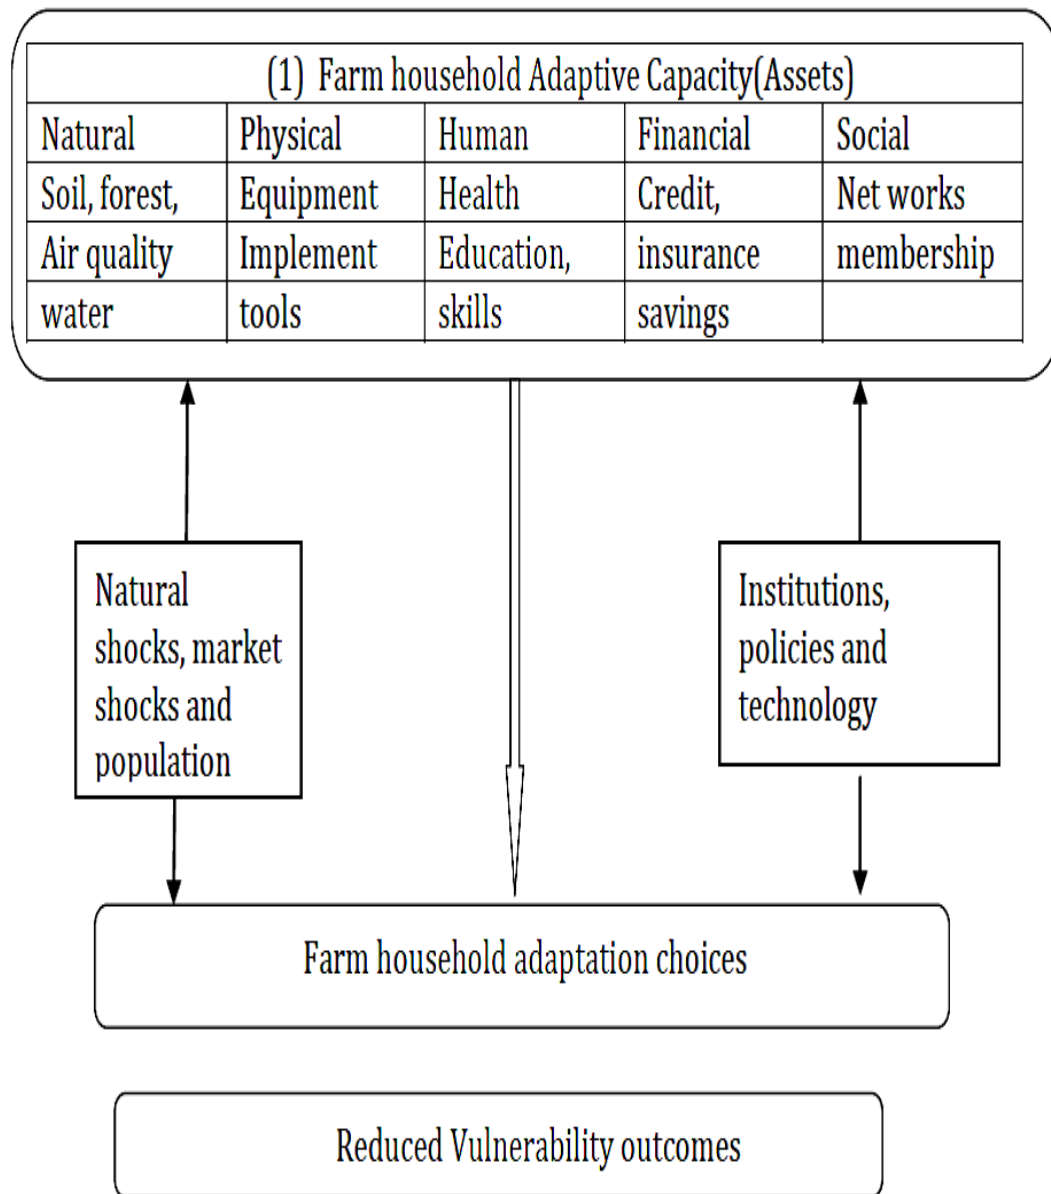 (1) Farm household Adaptive Capacity(Assets)
Natural Physical Human Financial Social
Soil, forest, Equipment Health Credit, Net works
Air quality Implement Education, insurance membership
water tools skills savings
Natural
shocks, market
shocks and
population
Institutions,
policies and
technology
Farm household adaptation choices
Reduced Vulnerability outcomes